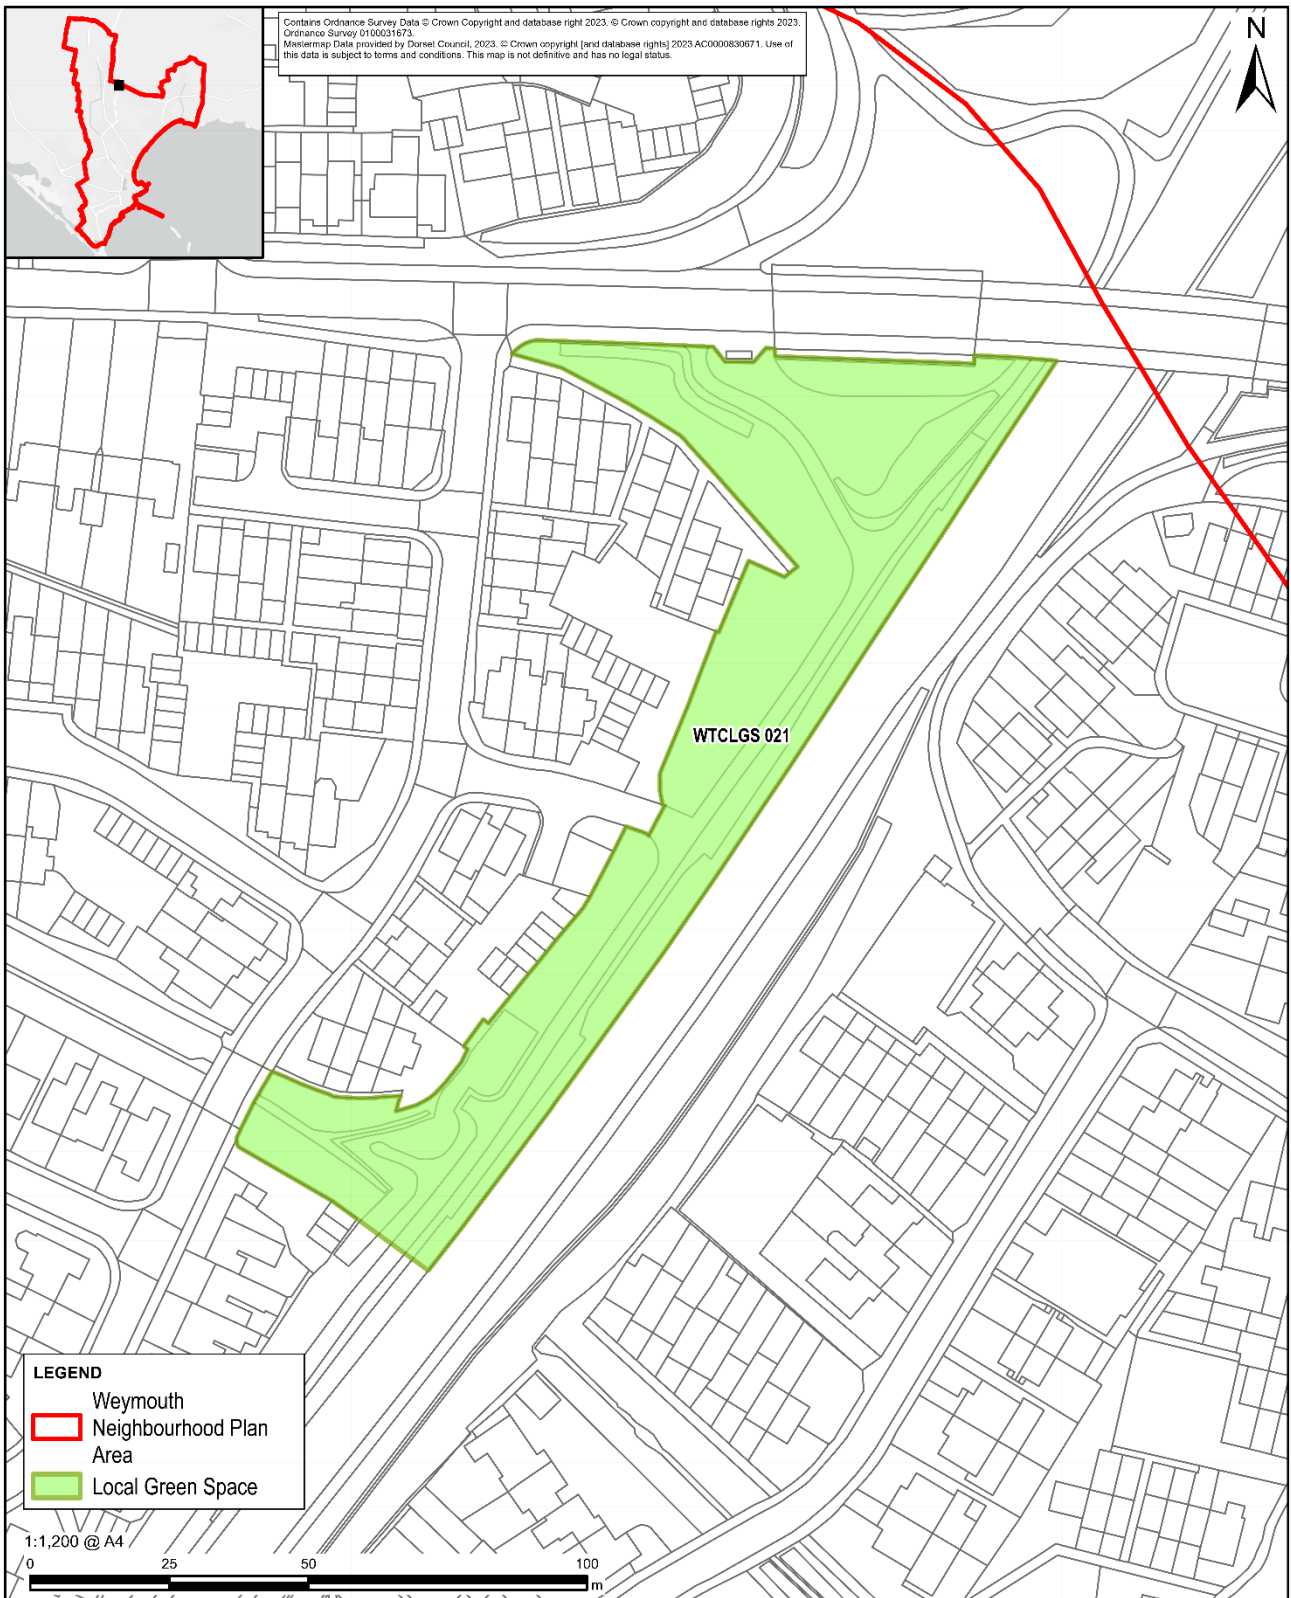 Contains Ordnance Survey Data © Crown Copyright and database right 2023. © Crown copyright and database rights 2023.
Ordnance Survey 0100031673.
Mastermap Data provided by Dorset Council, 2023. © Crown copyright [and database rights] 2023 AC0000830671. Use of
this data is subject to terms and conditions. This map is not definitive and has no legal status.
N
WTCLGS 021
LEGEND
Weymouth
Neighbourhood Plan
Area
Local Green Space
1:1,200 @ A4
0 25 50 100
m